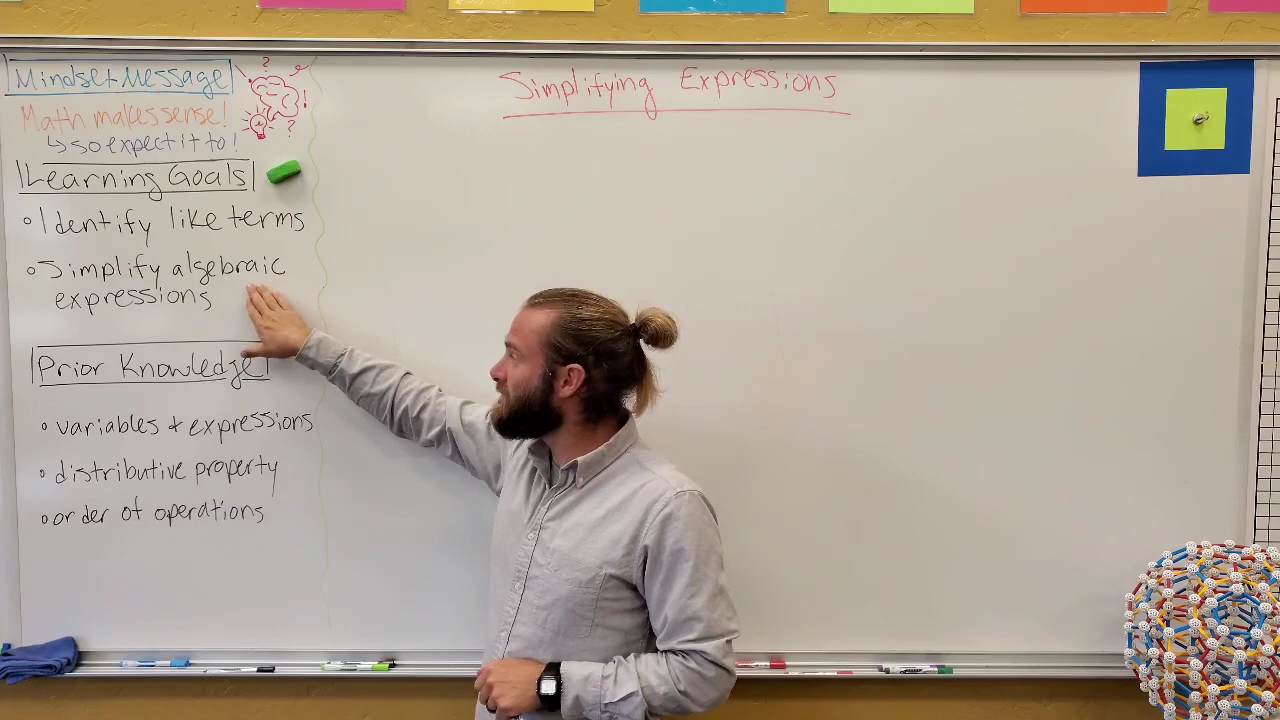 Mindset Message
Math makes sense!
↳ so expect it to!
Learning Goals
◦ Identify like terms
◦ Simplify algebraic
expressions
Prior Knowledge
◦ variables + expressions
◦ distributive property
◦ order of operations
Simplifying Expressions